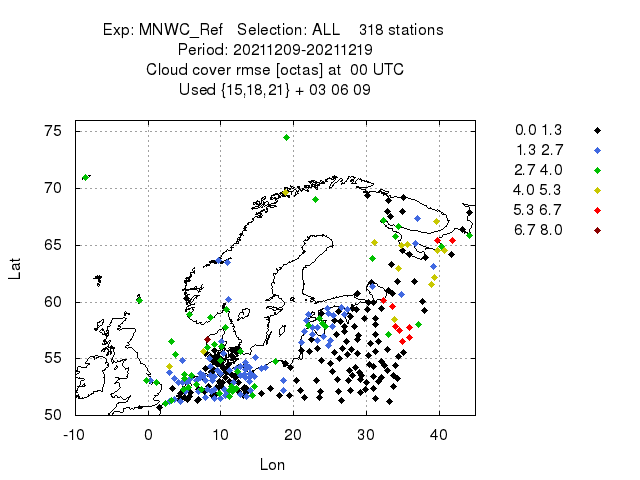 Exp: MNWC_Ref Selection: ALL 318 stations
Period: 20211209-20211219
Cloud cover rmse [octas] at 00 UTC
Used {15,18,21} + 03 06 09
75
70
65
60
55
50
-10 0 10 20 30 40
Lat
Lon
0.0 1.3
1.3 2.7
2.7 4.0
4.0 5.3
5.3 6.7
6.7 8.0